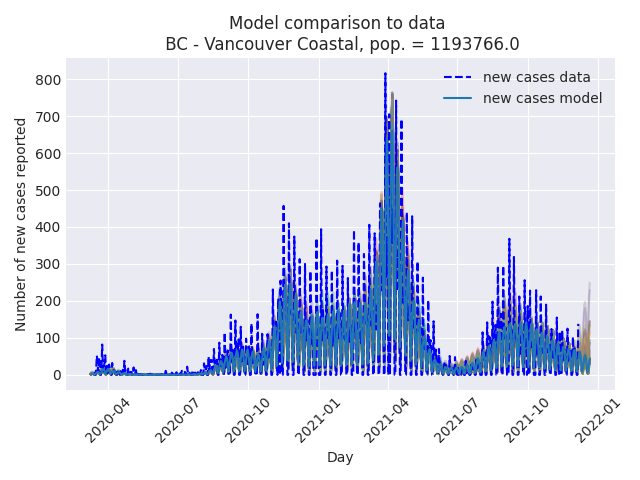 Model comparison to data
BC - Vancouver Coastal, pop. = 1193766.0
new cases data
new cases model
Number of new cases reported
800
700
600
500
400
300
200
100
0
2020-04
2020-07
2020-10
2021-01
2021-04
2021-07
2021-10
2022-01
Day